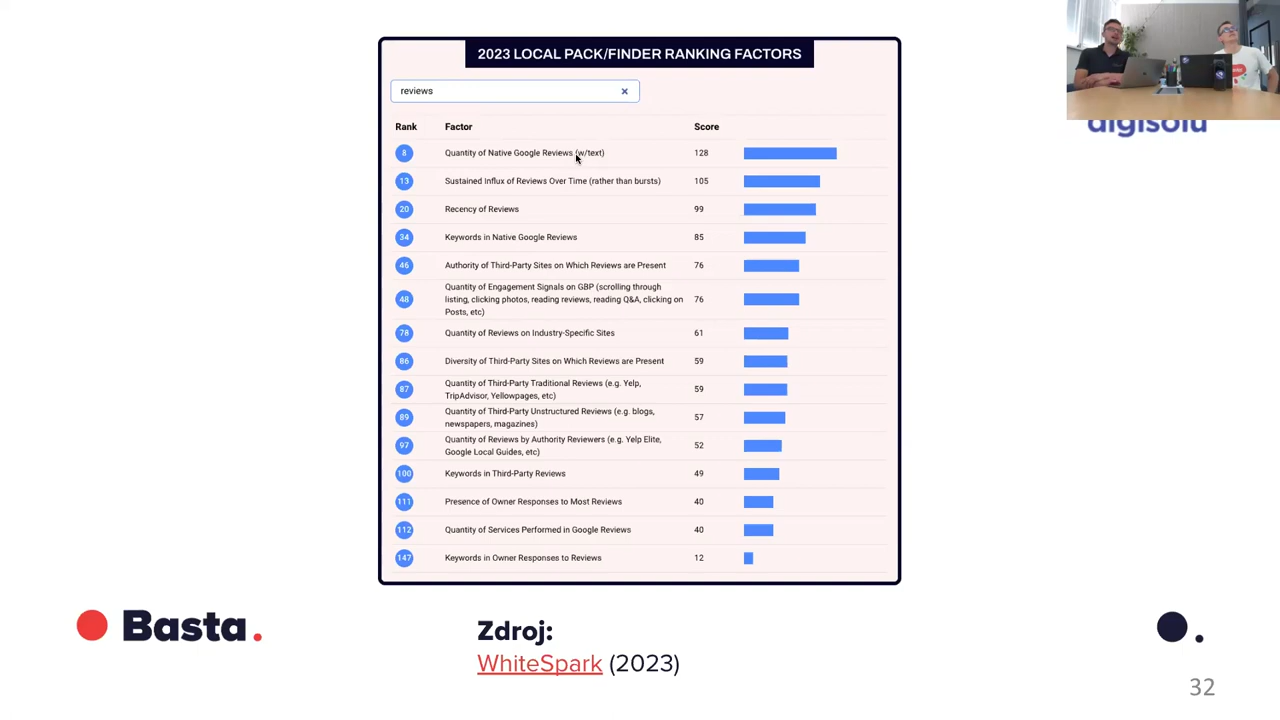 2023 LOCAL PACK/FINDER RANKING FACTORS
reviews
Rank Factor Score
8 Quantity of Native Google Reviews (w/text) 128
13 Sustained Influx of Reviews Over Time (rather than bursts) 105
20 Recency of Reviews 99
34 Keywords in Native Google Reviews 85
46 Authority of Third-Party Sites on Which Reviews are Present 76
Quantity of Engagement Signals on GBP (scrolling through
48 listing, clicking photos, reading reviews, reading Q&A, clicking on 76
Posts, etc)
78 Quantity of Reviews on Industry-Specific Sites 61
86 Diversity of Third-Party Sites on Which Reviews are Present 59
87 Quantity of Third-Party Traditional Reviews (e.g. Yelp, 59
TripAdvisor, Yellowpages, etc)
89 Quantity of Third-Party Unstructured Reviews (e.g. blogs, 57
newspapers, magazines)
97 Quantity of Reviews by Authority Reviewers (e.g. Yelp Elite, 52
Google Local Guides, etc)
100 Keywords in Third-Party Reviews 49
111 Presence of Owner Responses to Most Reviews 40
112 Quantity of Services Performed in Google Reviews 40
147 Keywords in Owner Responses to Reviews 12
digisolu
Basta.
Zdroj:
WhiteSpark (2023)
32